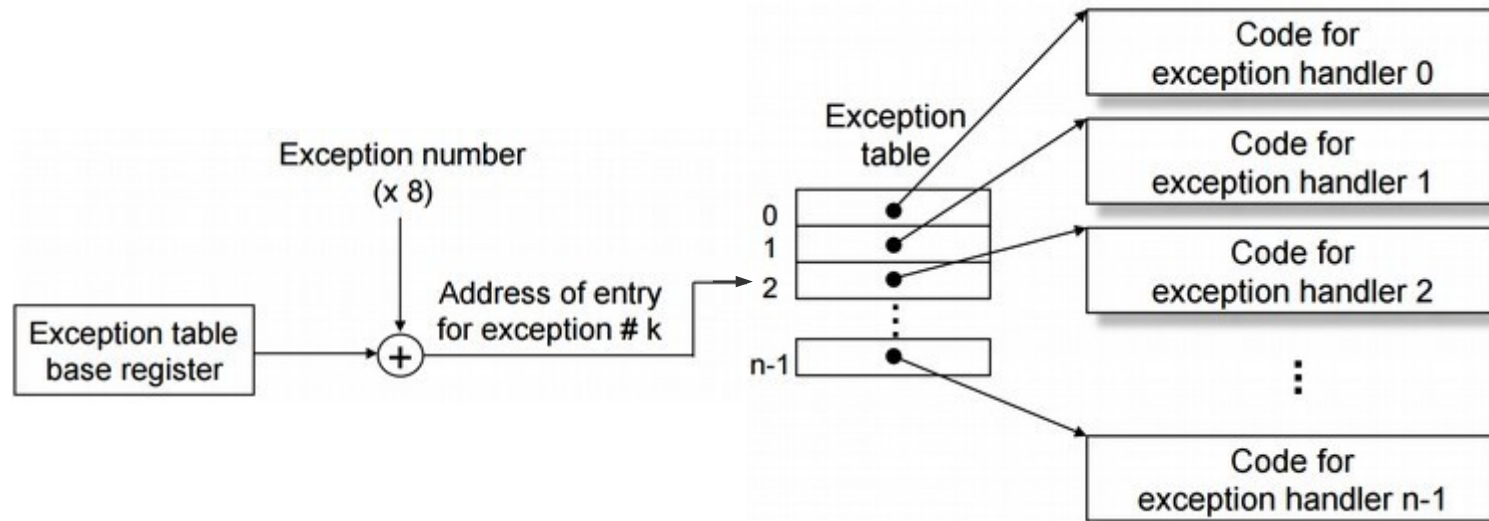 Exception table
base register
Exception number
(x 8)
+
Address of entry
for exception # k
Exception
table
0
1
2
n-1
Code for
exception handler 0
Code for
exception handler 1
Code for
exception handler 2
Code for
exception handler n-1